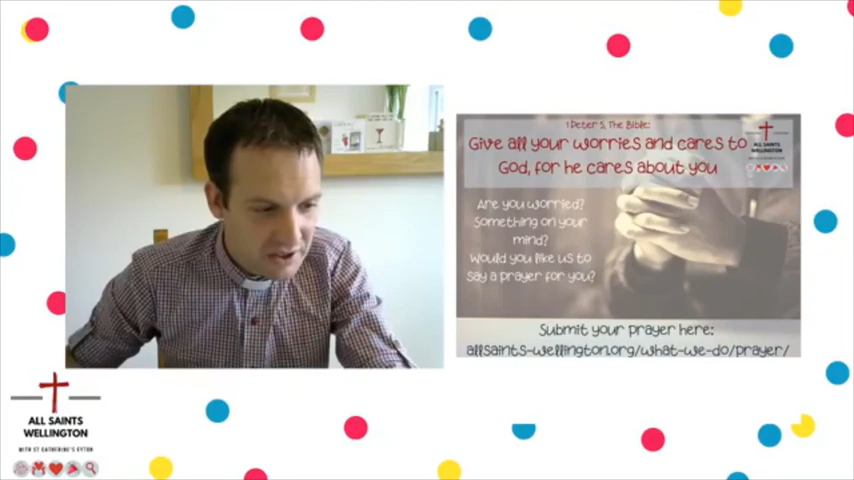 1 Peter 5, The Bible:
Give all your worries and cares to
God, for he cares about you
ALL SAINTS
WELLINGTON
Are you worried?
Something on your
mind?
Would you like us to
say a prayer for you?
Submit your prayer here:
allsaints-wellington.org/what-we-do/prayer/
ALL SAINTS
WELLINGTON
WITH ST CATHERINE'S EYTON